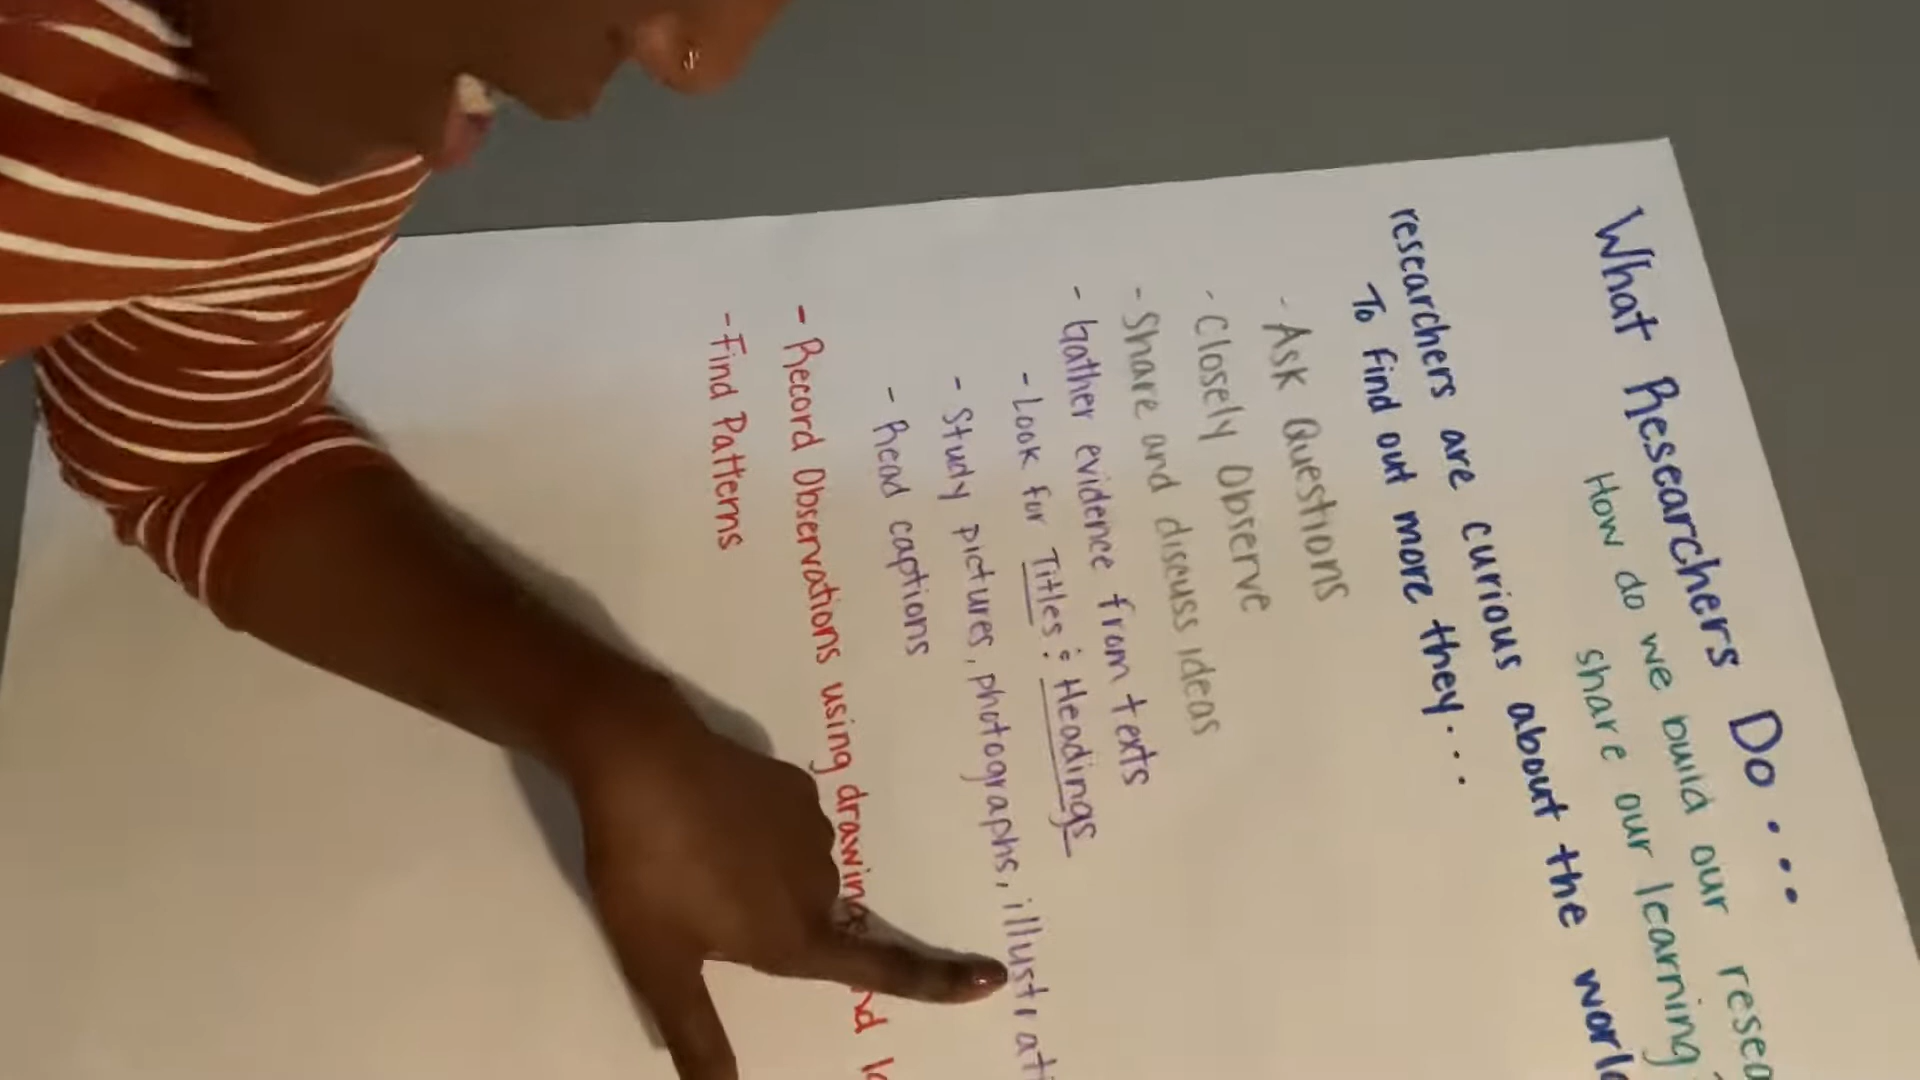 What Researchers Do...
How do we build our
share our learning
researchers are curious about the
To find out more they....
- Ask Questions
- Closely Observe
- Share and discuss ideas
- Gather evidence from texts
- Look for Titles : Headings
- Study pictures, photographs,
- Read captions
- Record Observations using
- Find Patterns